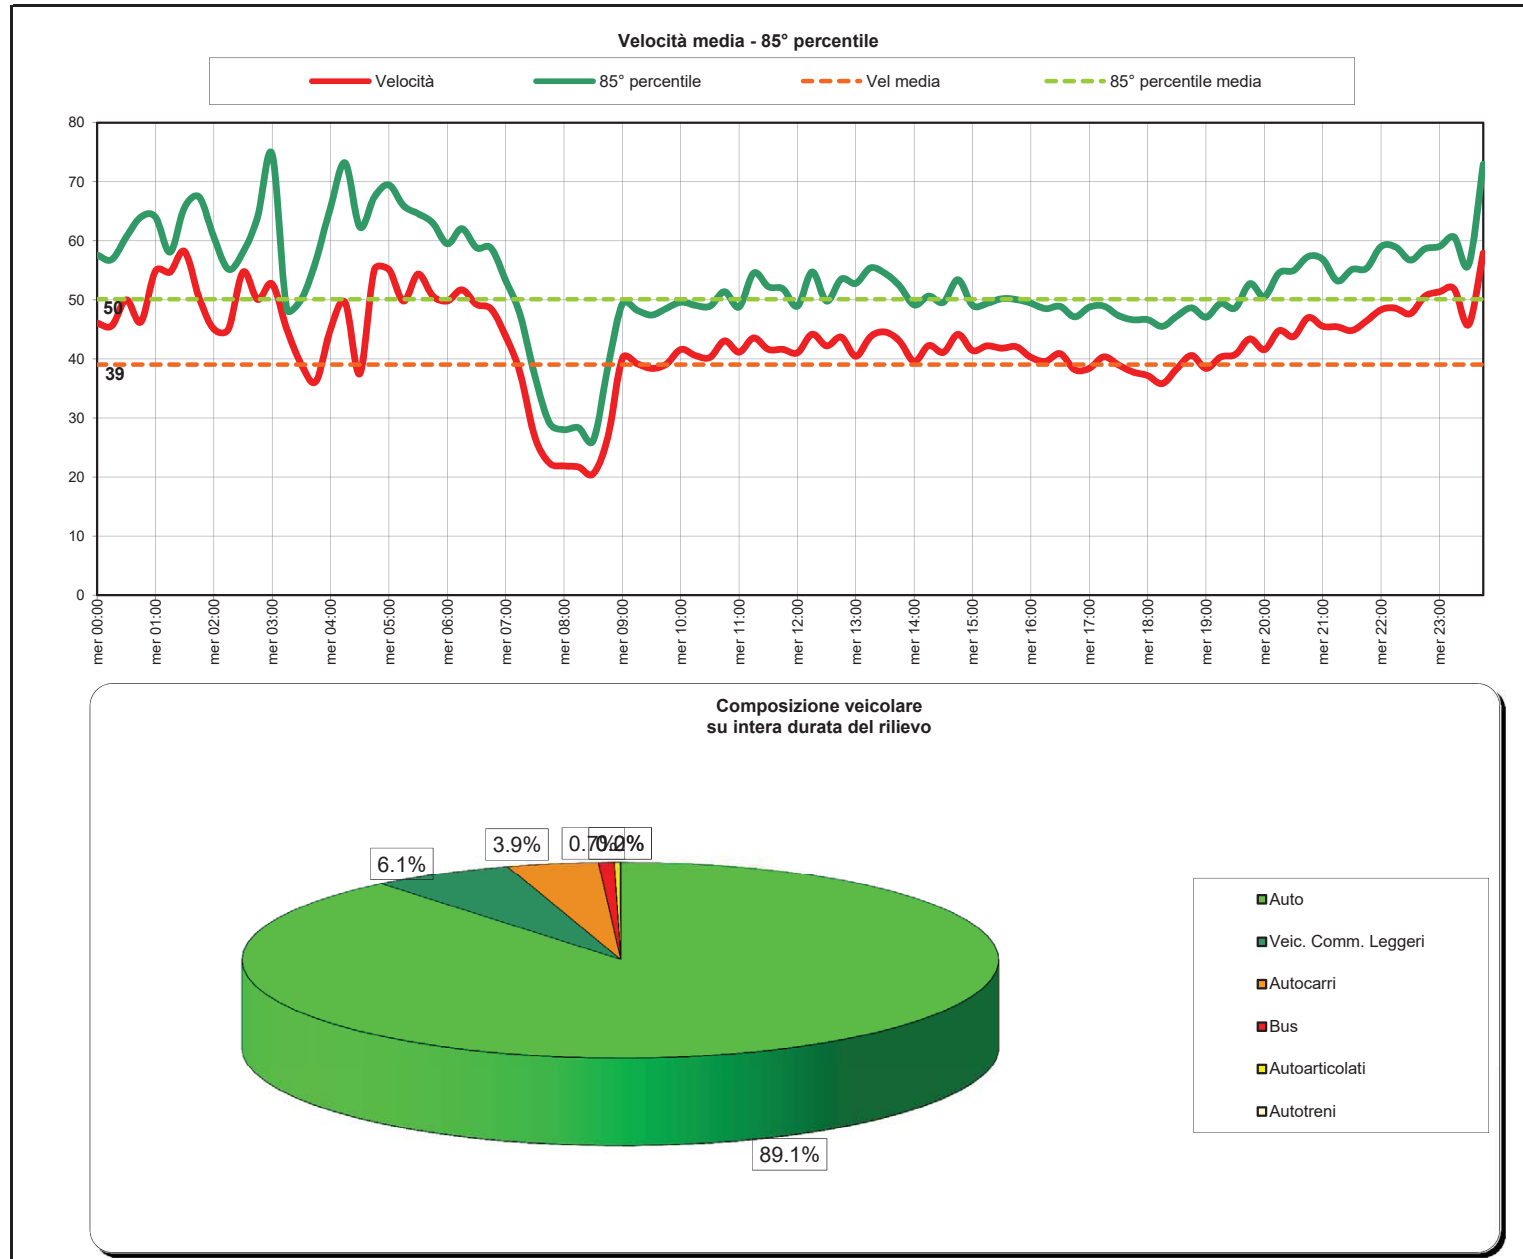 Velocità media - 85° percentile
Velocità 85° percentile Vel media 85° percentile media
80
70
60
50
40
30
20
10
0
50
39
mer 00:00
mer 01:00
mer 02:00
mer 03:00
mer 04:00
mer 05:00
mer 06:00
mer 07:00
mer 08:00
mer 09:00
mer 10:00
mer 11:00
mer 12:00
mer 13:00
mer 14:00
mer 15:00
mer 16:00
mer 17:00
mer 18:00
mer 19:00
mer 20:00
mer 21:00
mer 22:00
mer 23:00
Composizione veicolare
su intera durata del rilievo
6.1%
3.9%
0.7%
89.1%
Auto
Veic. Comm. Leggeri
Autocarri
Bus
Autoarticolati
Autotreni